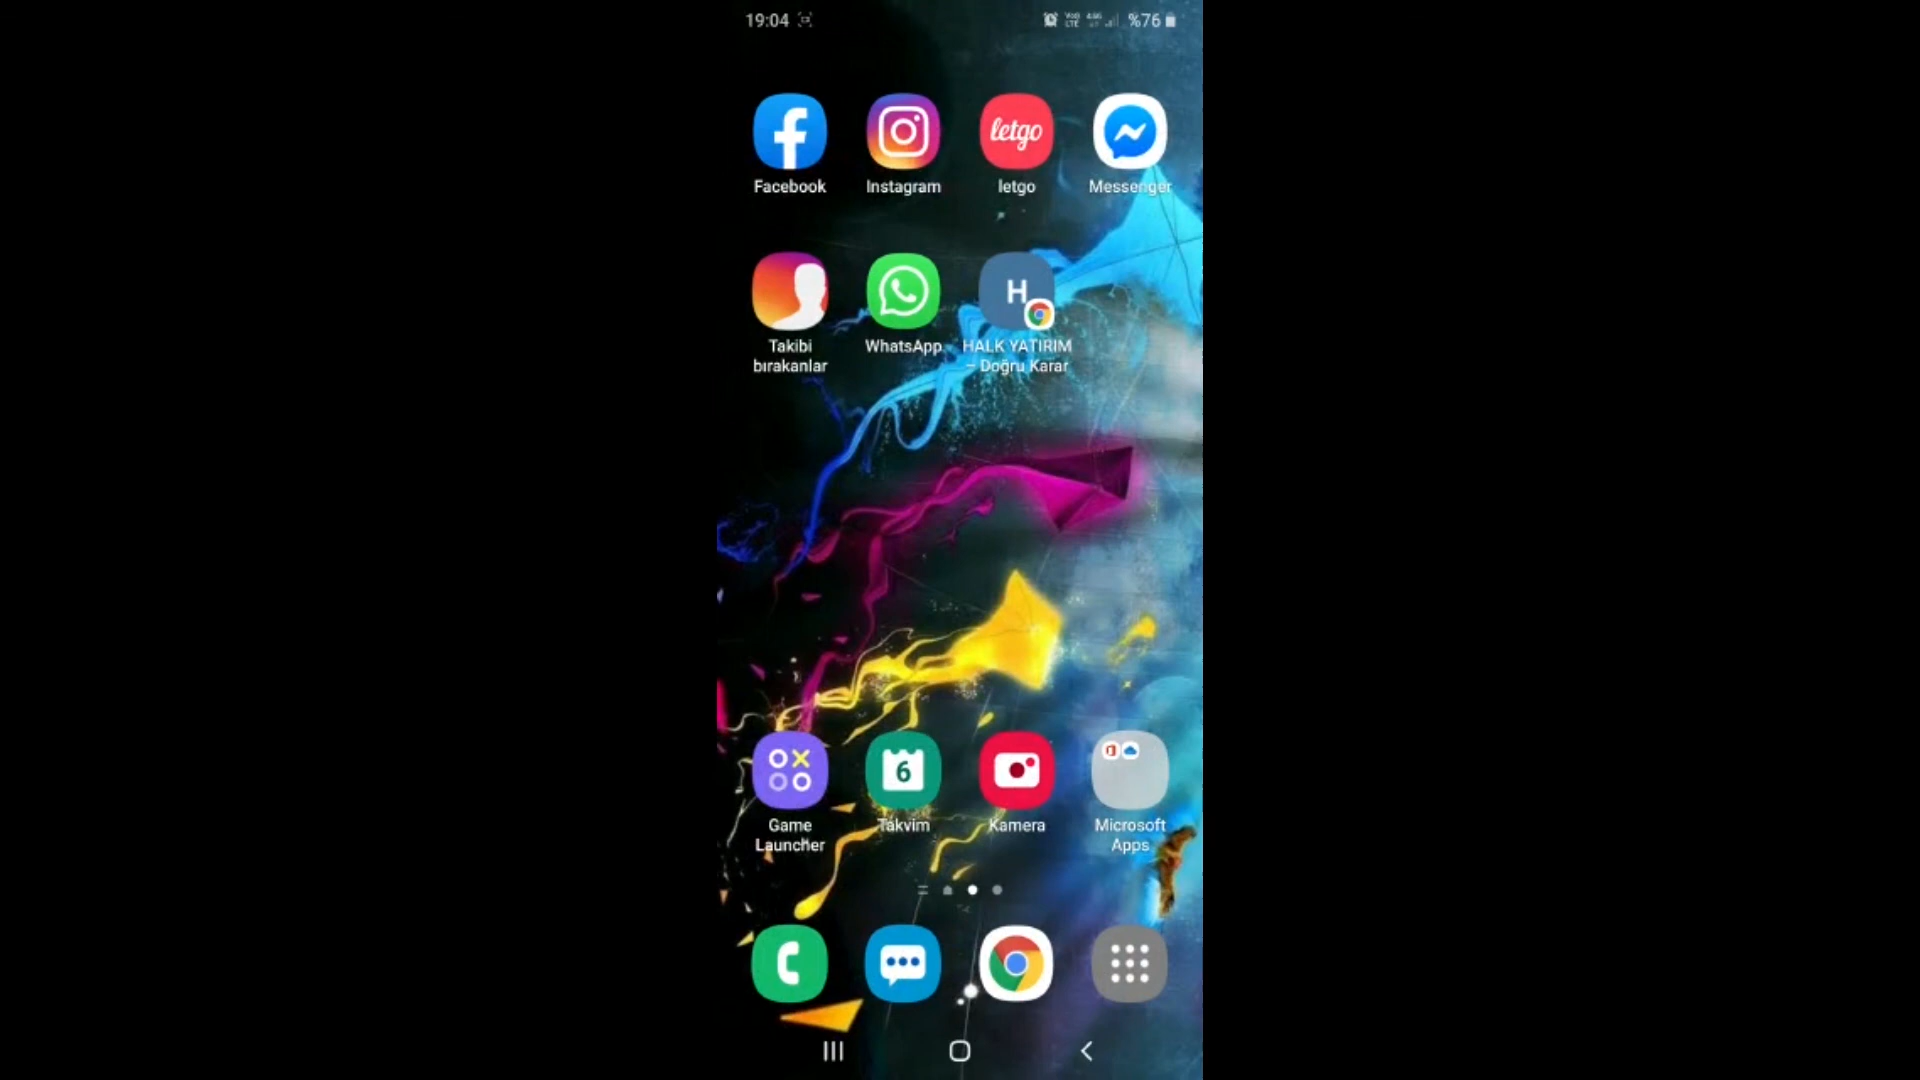 19:04 %76
Facebook Instagram letgo Messenger
letgo
H
Takibi WhatsApp HALK YATIRIM
bırakanlar – Doğru Karar
6
Game Takvim Kamera Microsoft
Launcher Apps